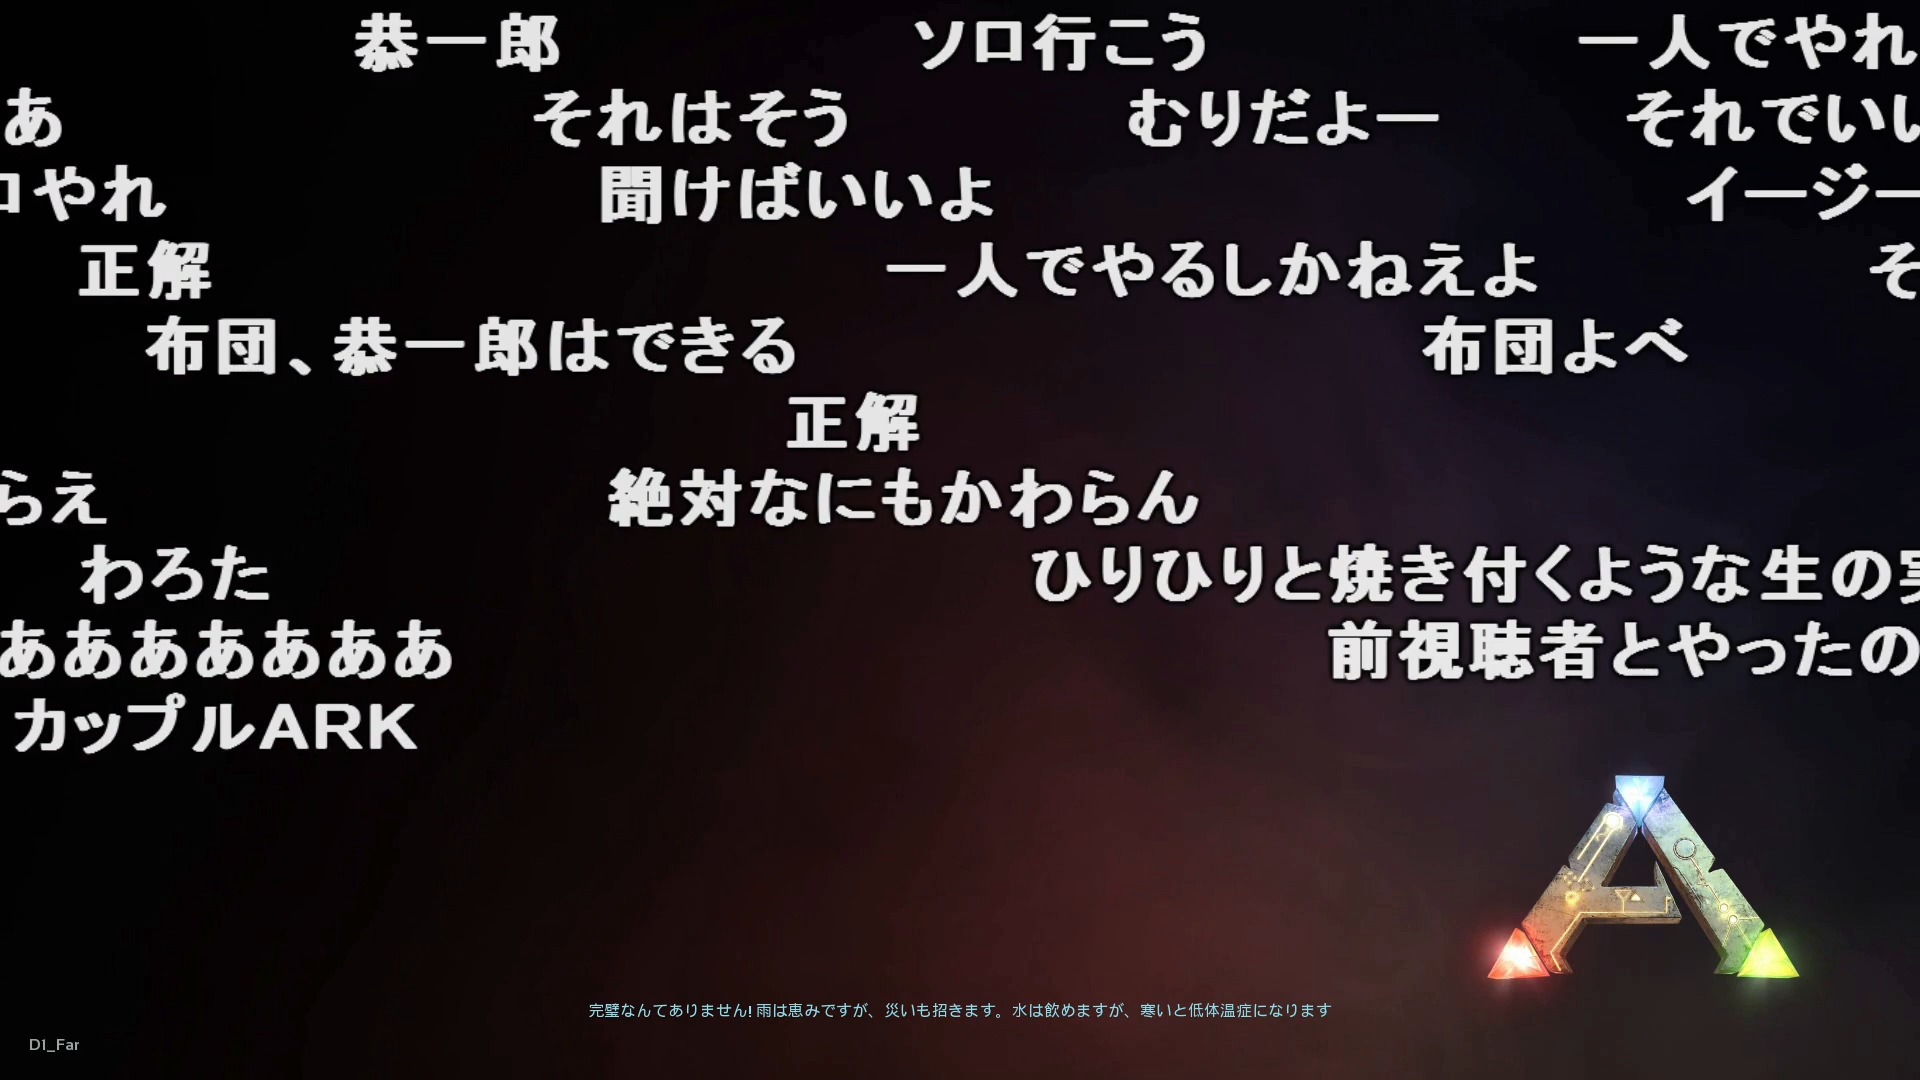 恭一郎 ソロ行こう 一人でやれ
あ それはそう むりだよー それでいい
ロやれ 聞けばいいよ イージー
正解 一人でやるしかねえよ そ
布団、恭一郎はできる 布団よべ
正解
らえ 絶対なにもかわらん
わろた ひりひりと焼き付くような生の実
あああああああ 前視聴者とやったの
カップルARK
完璧なんてありません! 雨は恵みですが、災いも招きます。水は飲めますが、寒いと低体温症になります
D1_Far